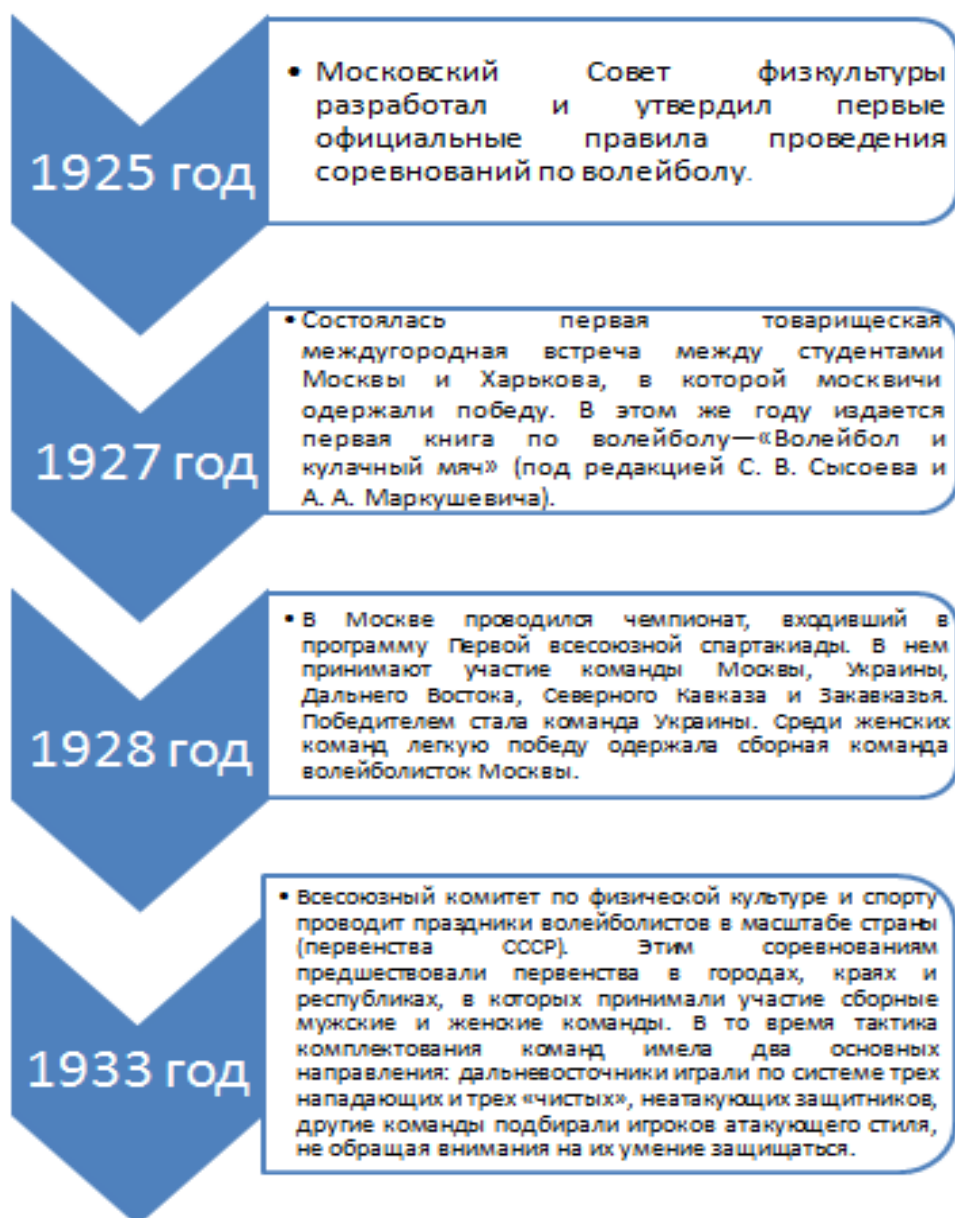 1925 год
• Московский Совет физкультуры
разработал и утвердил первые
официальные правила проведения
соревнований по волейболу.
1927 год
• Состоялась первая товарищеская
междугородная встреча между студентами
Москвы и Харькова, в которой москвичи
одержали победу. В этом же году издается
первая книга по волейболу—«Волейбол и
кулачный мяч» (под редакцией С. В. Сысоева и
А. А. Маркушевича).
1928 год
• В Москве проводился чемпионат, входивший в
программу Первой всесоюзной спартакиады. В нем
принимают участие команды Москвы, Украины,
Дальнего Востока, Северного Кавказа и Закавказья.
Победителем стала команда Украины. Среди женских
команд легкую победу одержала сборная команда
волейболисток Москвы.
1933 год
• Всесоюзный комитет по физической культуре и спорту
проводит праздники волейболистов в масштабе страны
(первенства СССР). Этим соревнованиям
предшествовали первенства в городах, краях и
республиках, в которых принимали участие сборные
мужские и женские команды. В то время тактика
комплектования команд имела два основных
направления: дальневосточники играли по системе трех
нападающих и трех «чистых», неатакующих защитников,
другие команды подбирали игроков атакующего стиля,
не обращая внимания на их умение защищаться.